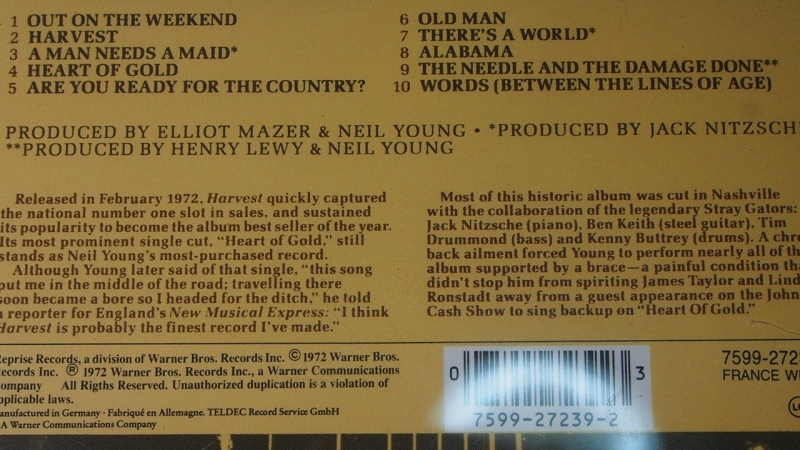 1 OUT ON THE WEEKEND
2 HARVEST
3 A MAN NEEDS A MAID*
4 HEART OF GOLD
5 ARE YOU READY FOR THE COUNTRY?
6 OLD MAN
7 THERE'S A WORLD*
8 ALABAMA
9 THE NEEDLE AND THE DAMAGE DONE**
10 WORDS (BETWEEN THE LINES OF AGE)
PRODUCED BY ELLIOT MAZER & NEIL YOUNG • *PRODUCED BY JACK NITZSCH
**PRODUCED BY HENRY LEWY & NEIL YOUNG
Released in February 1972, Harvest quickly captured
the national number one slot in sales, and sustained
its popularity to become the album best seller of the year.
Its most prominent single cut, "Heart of Gold," still
stands as Neil Young's most-purchased record.
Although Young later said of that single, "this song
put me in the middle of the road; travelling there
soon became a bore so I headed for the ditch," he told
a reporter for England's New Musical Express: "I think
Harvest is probably the finest record I've made."
Most of this historic album was cut in Nashville
with the collaboration of the legendary Stray Gators:
Jack Nitzsche (piano), Ben Keith (steel guitar), Tim
Drummond (bass) and Kenny Buttrey (drums). A chro
back ailment forced Young to perform nearly all of th
album supported by a brace—a painful condition tha
didn't stop him from spiriting James Taylor and Lind
Ronstadt away from a guest appearance on the John
Cash Show to sing backup on "Heart Of Gold."
Reprise Records, a division of Warner Bros. Records Inc. © 1972 Warner Bros.
Records Inc. ® 1972 Warner Bros. Records Inc., a Warner Communications
Company All Rigths Reserved. Unauthorized duplication is a violation of
applicable laws.
anufactured in Germany · Fabriqué en Allemagne. TELDEC Record Service GmbH
A Warner Communications Company
0 7599-27239-2 3
7599-272
FRANCE W